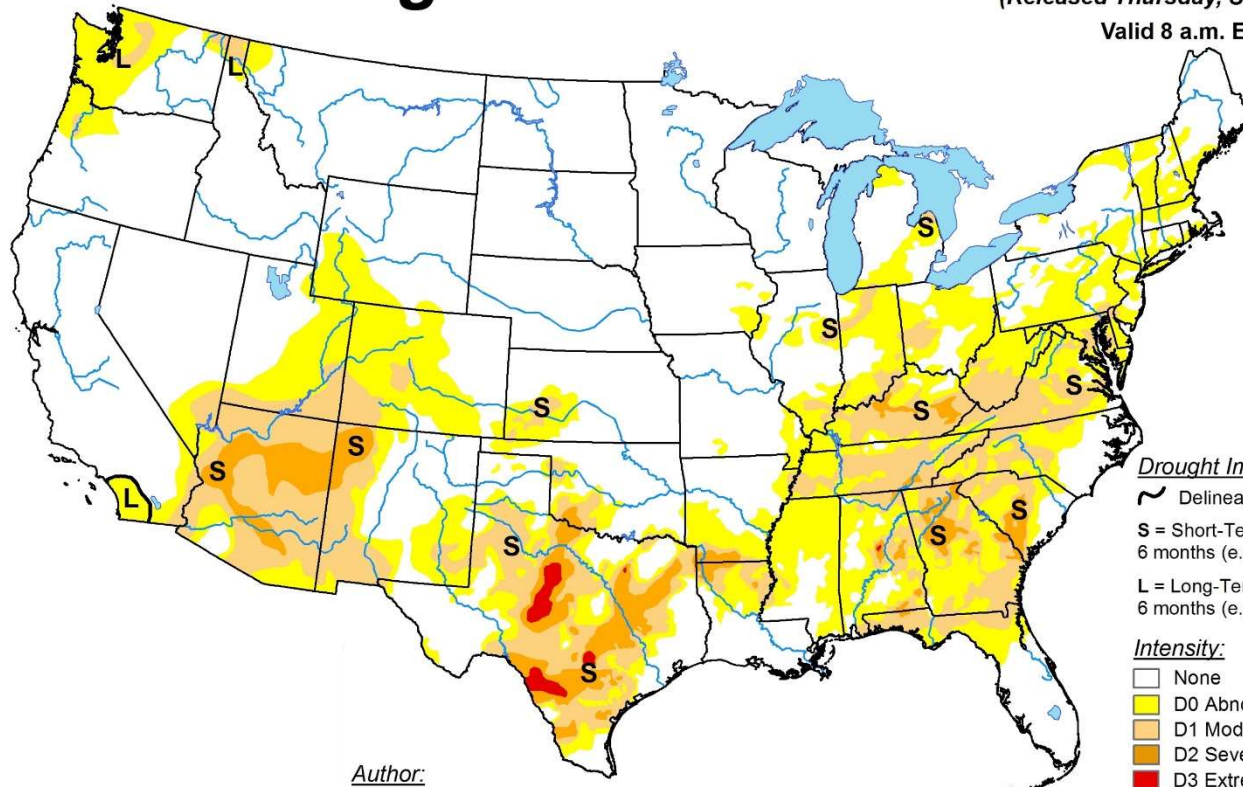 (Released Thursday, S
Valid 8 a.m. E
L
L
S
S
S
S
S
S
S
L
S
S
S
S
Drought Im
Delinea
S = Short-Te
6 months (e.
L = Long-Ter
6 months (e.
Intensity:
None
D0 Abno
D1 Mod
D2 Seve
D3 Extre
Author: